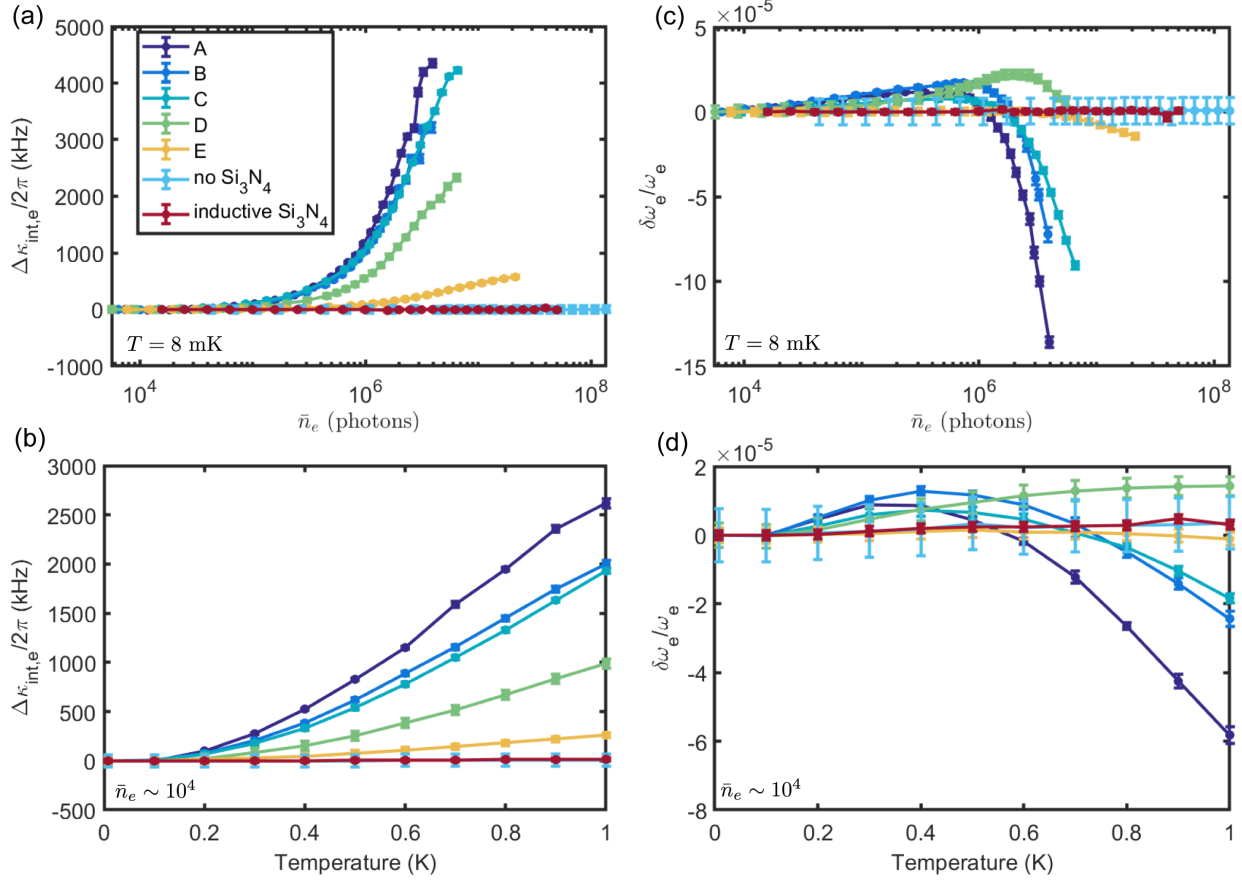 (a)
5000
4000
3000
2000
1000
0
-1000
Δκint,e/2π (kHz)
A
B
C
D
E
no Si3N4
inductive Si3N4
T = 8 mK
10^4
10^6
10^8
n̄e (photons)
(c)
×10^-5
5
0
-5
-10
-15
δωe/ωe
T = 8 mK
10^4
10^6
10^8
n̄e (photons)
(b)
3000
2500
2000
1500
1000
500
0
-500
Δκint,e/2π (kHz)
n̄e ∼ 10^4
0 0.2 0.4 0.6 0.8 1
Temperature (K)
(d)
×10^-5
2
0
-2
-4
-6
-8
δωe/ωe
n̄e ∼ 10^4
0 0.2 0.4 0.6 0.8 1
Temperature (K)